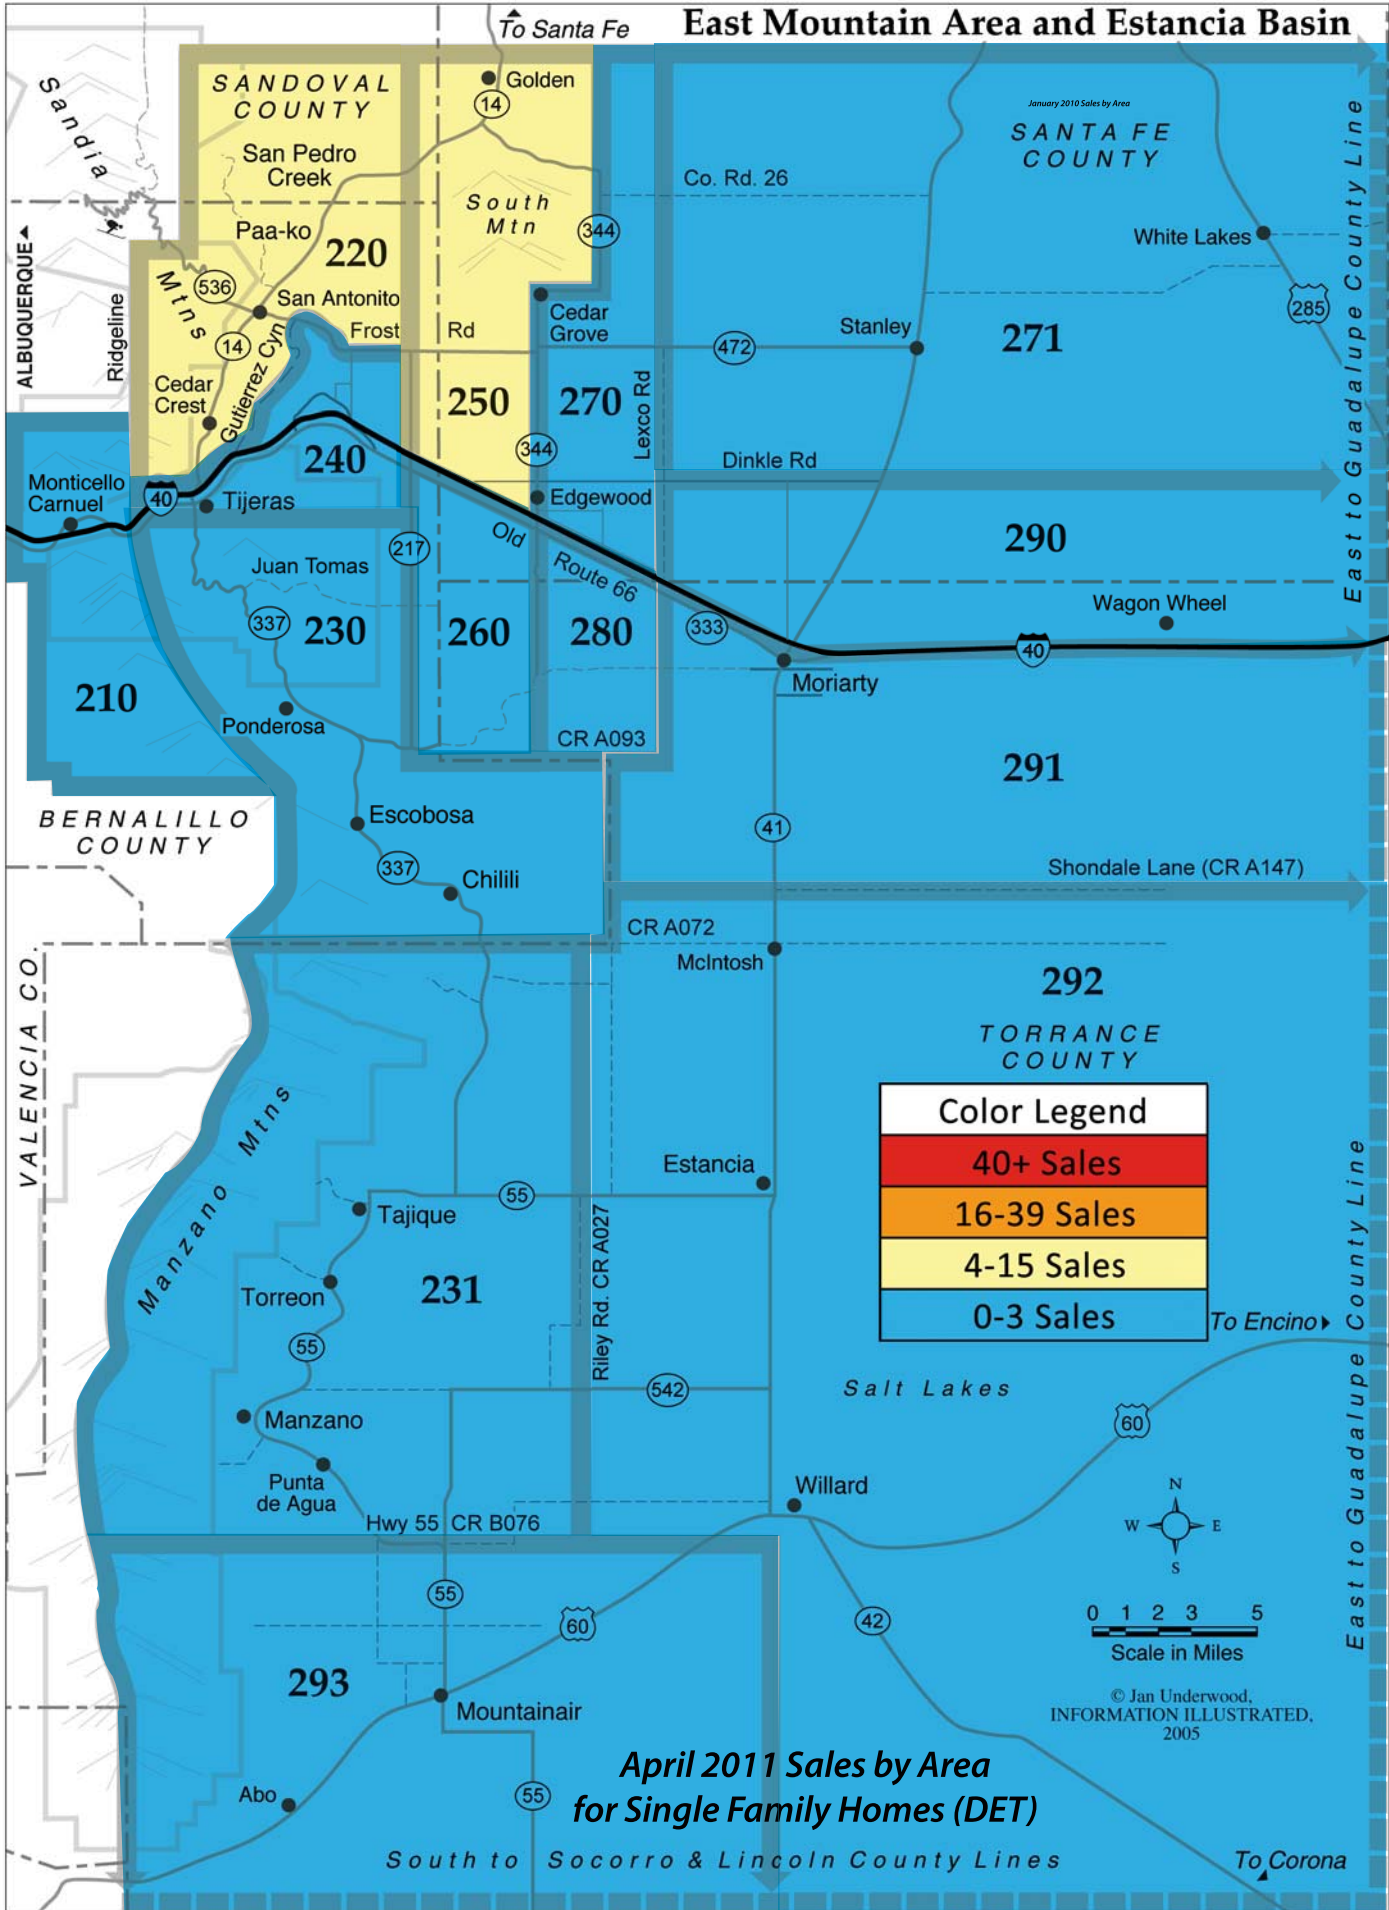 East Mountain Area and Estancia Basin
To Santa Fe
Golden
14
SANDOVAL
COUNTY
January 2010 Sales by Area
SANTA FE
COUNTY
Sandia
Mtns
San Pedro
Creek
Co. Rd. 26
South
Mtn
344
Paa-ko
220
White Lakes
ALBUQUERQUE
Ridgeline
536
San Antonito
285
Cedar
Grove
14
Gutierrez Cyn
Frost
Rd
472
Stanley
271
East to Guadalupe County Line
Cedar
Crest
250
270
Lexco Rd
240
344
Dinkle Rd
Monticello
Carnuel
40
Tijeras
Edgewood
217
Old
Route 66
290
Juan Tomas
337
230
260
280
333
Wagon Wheel
40
210
Moriarty
Ponderosa
CR A093
291
BERNALILLO
COUNTY
Escobosa
41
337
Chilili
Shondale Lane (CR A147)
CR A072
McIntosh
VALENCIA CO.
292
TORRANCE
COUNTY
Manzano Mtns
Color Legend
40+ Sales
16-39 Sales
4-15 Sales
0-3 Sales
Estancia
55
Tajique
Riley Rd. CR A027
Torreon
231
To Encino
East to Guadalupe County Line
55
542
Salt Lakes
60
Manzano
Punta
de Agua
Willard
N
W
E
S
Hwy 55
CR B076
55
60
42
0 1 2 3 5
Scale in Miles
293
© Jan Underwood,
INFORMATION ILLUSTRATED,
2005
Mountainair
April 2011 Sales by Area
for Single Family Homes (DET)
Abo
55
South to Socorro & Lincoln County Lines
To Corona